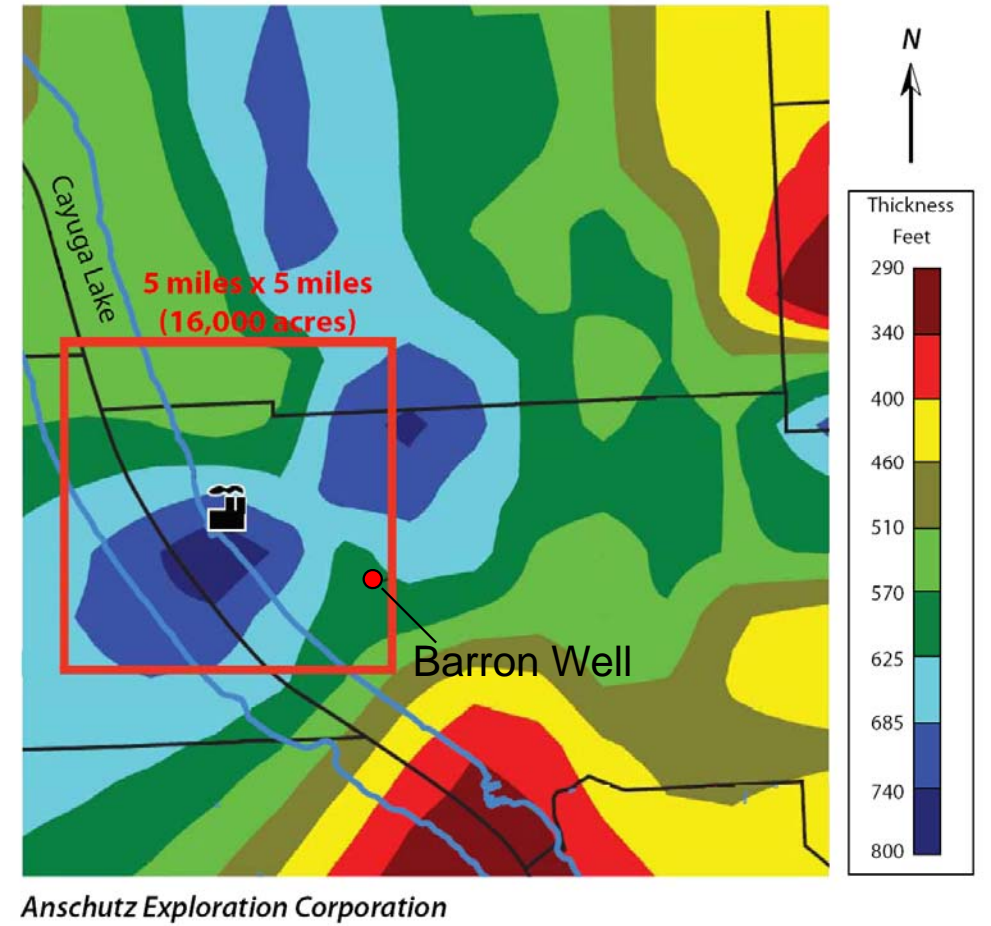 N
Cayuga Lake
5 miles x 5 miles
(16,000 acres)
Barron Well
Thickness
Feet
290
340
400
460
510
570
625
685
740
800
Anschutz Exploration Corporation